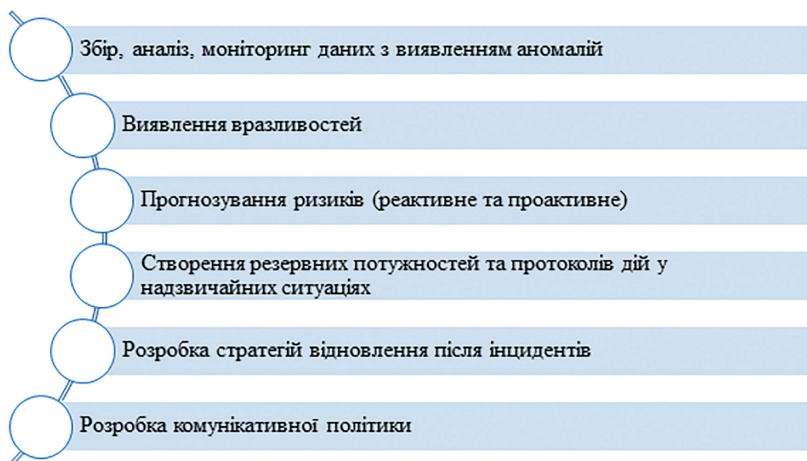 Збір, аналіз, моніторинг даних з виявленням аномалій
Виявлення вразливостей
Прогнозування ризиків (реактивне та проактивне)
Створення резервних потужностей та протоколів дій у
надзвичайних ситуаціях
Розробка стратегій відновлення після інцидентів
Розробка комунікативної політики